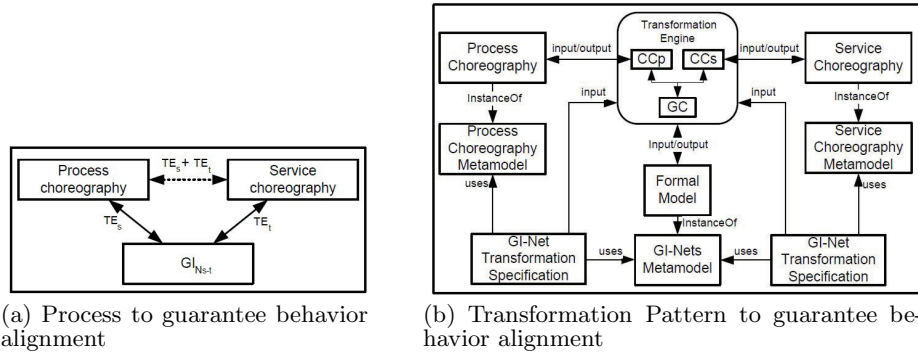 TEs + TEt
Process
choreography
Service
choreography
TEs
TEt
GINs-t
(a) Process to guarantee behavior
alignment
Transformation
Engine
Process
Choreography
input/output
CCp
CCs
input/output
Service
Choreography
InstanceOf
input
GC
input
InstanceOf
Process
Choreography
Metamodel
Input/output
Service
Choreography
Metamodel
uses
Formal
Model
uses
InstanceOf
GI-Net
Transformation
Specification
uses
GI-Nets
Metamodel
uses
GI-Net
Transformation
Specification
(b) Transformation Pattern to guarantee be-
havior alignment